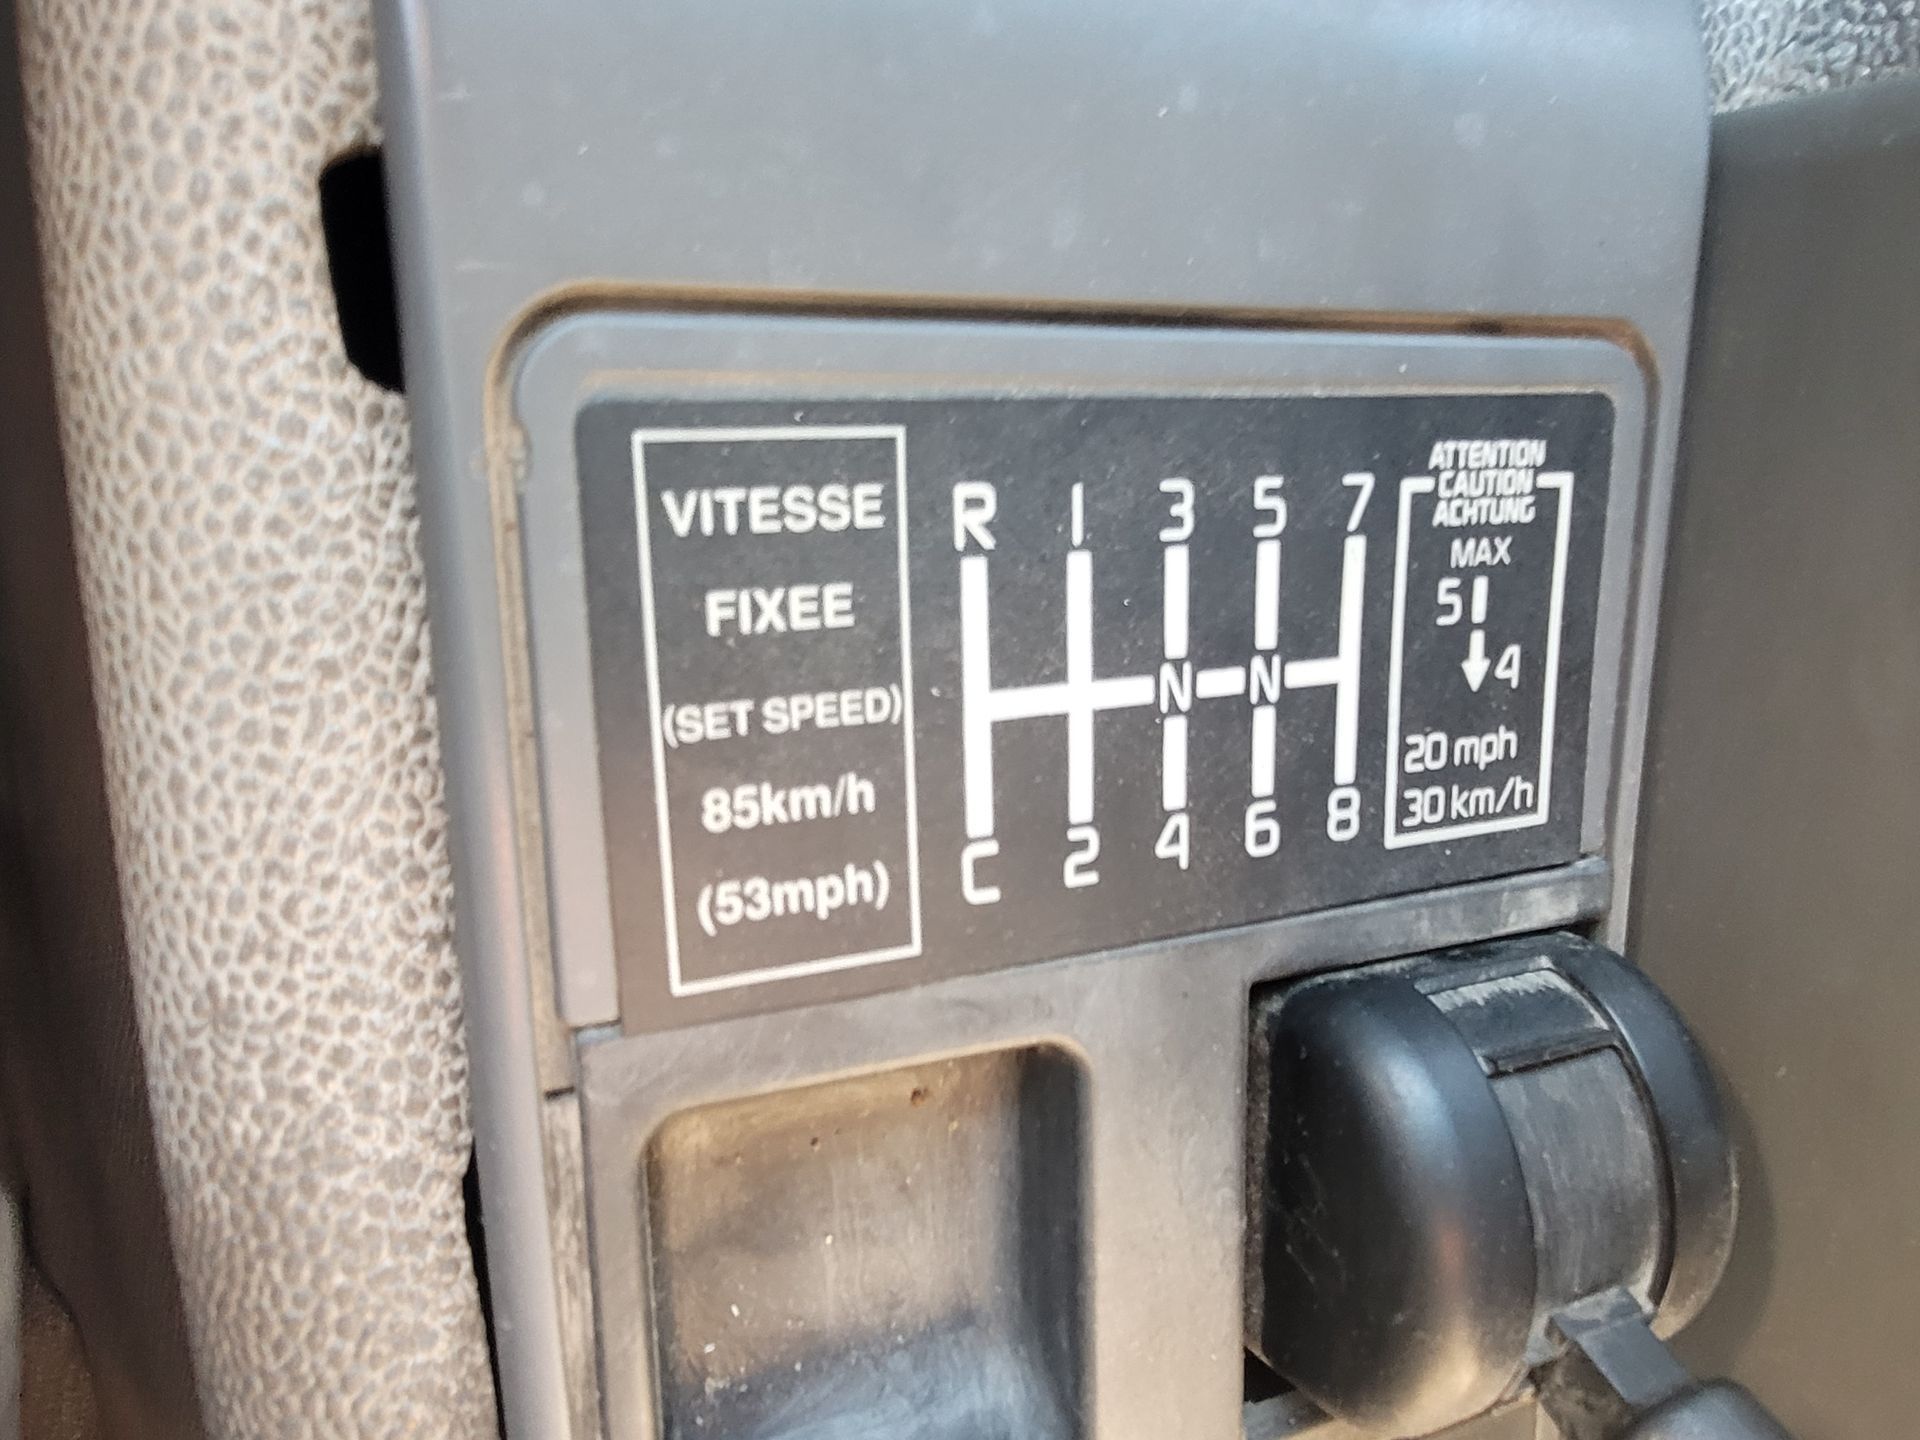 VITESSE
FIXEE
(SET SPEED)
85km/h
(53mph)
R 1 3 5 7
N N
C 2 4 6 8
ATTENTION
CAUTION
ACHTUNG
MAX
5
4
20 mph
30 km/h